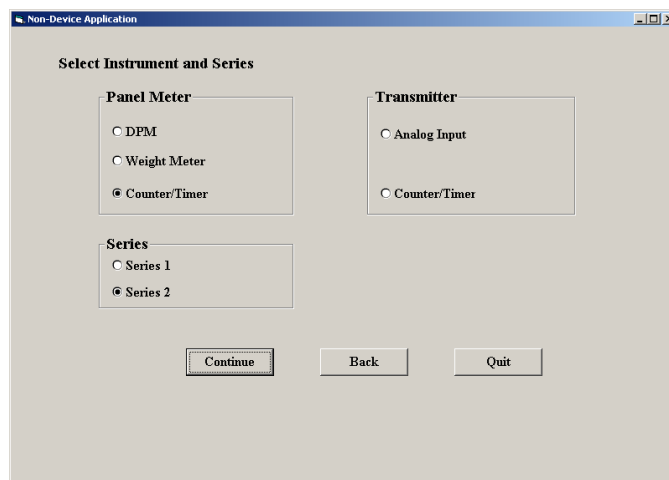 Non-Device Application
Select Instrument and Series
Panel Meter
DPM
Weight Meter
Counter/Timer
Transmitter
Analog Input
Counter/Timer
Series
Series 1
Series 2
Continue
Back
Quit